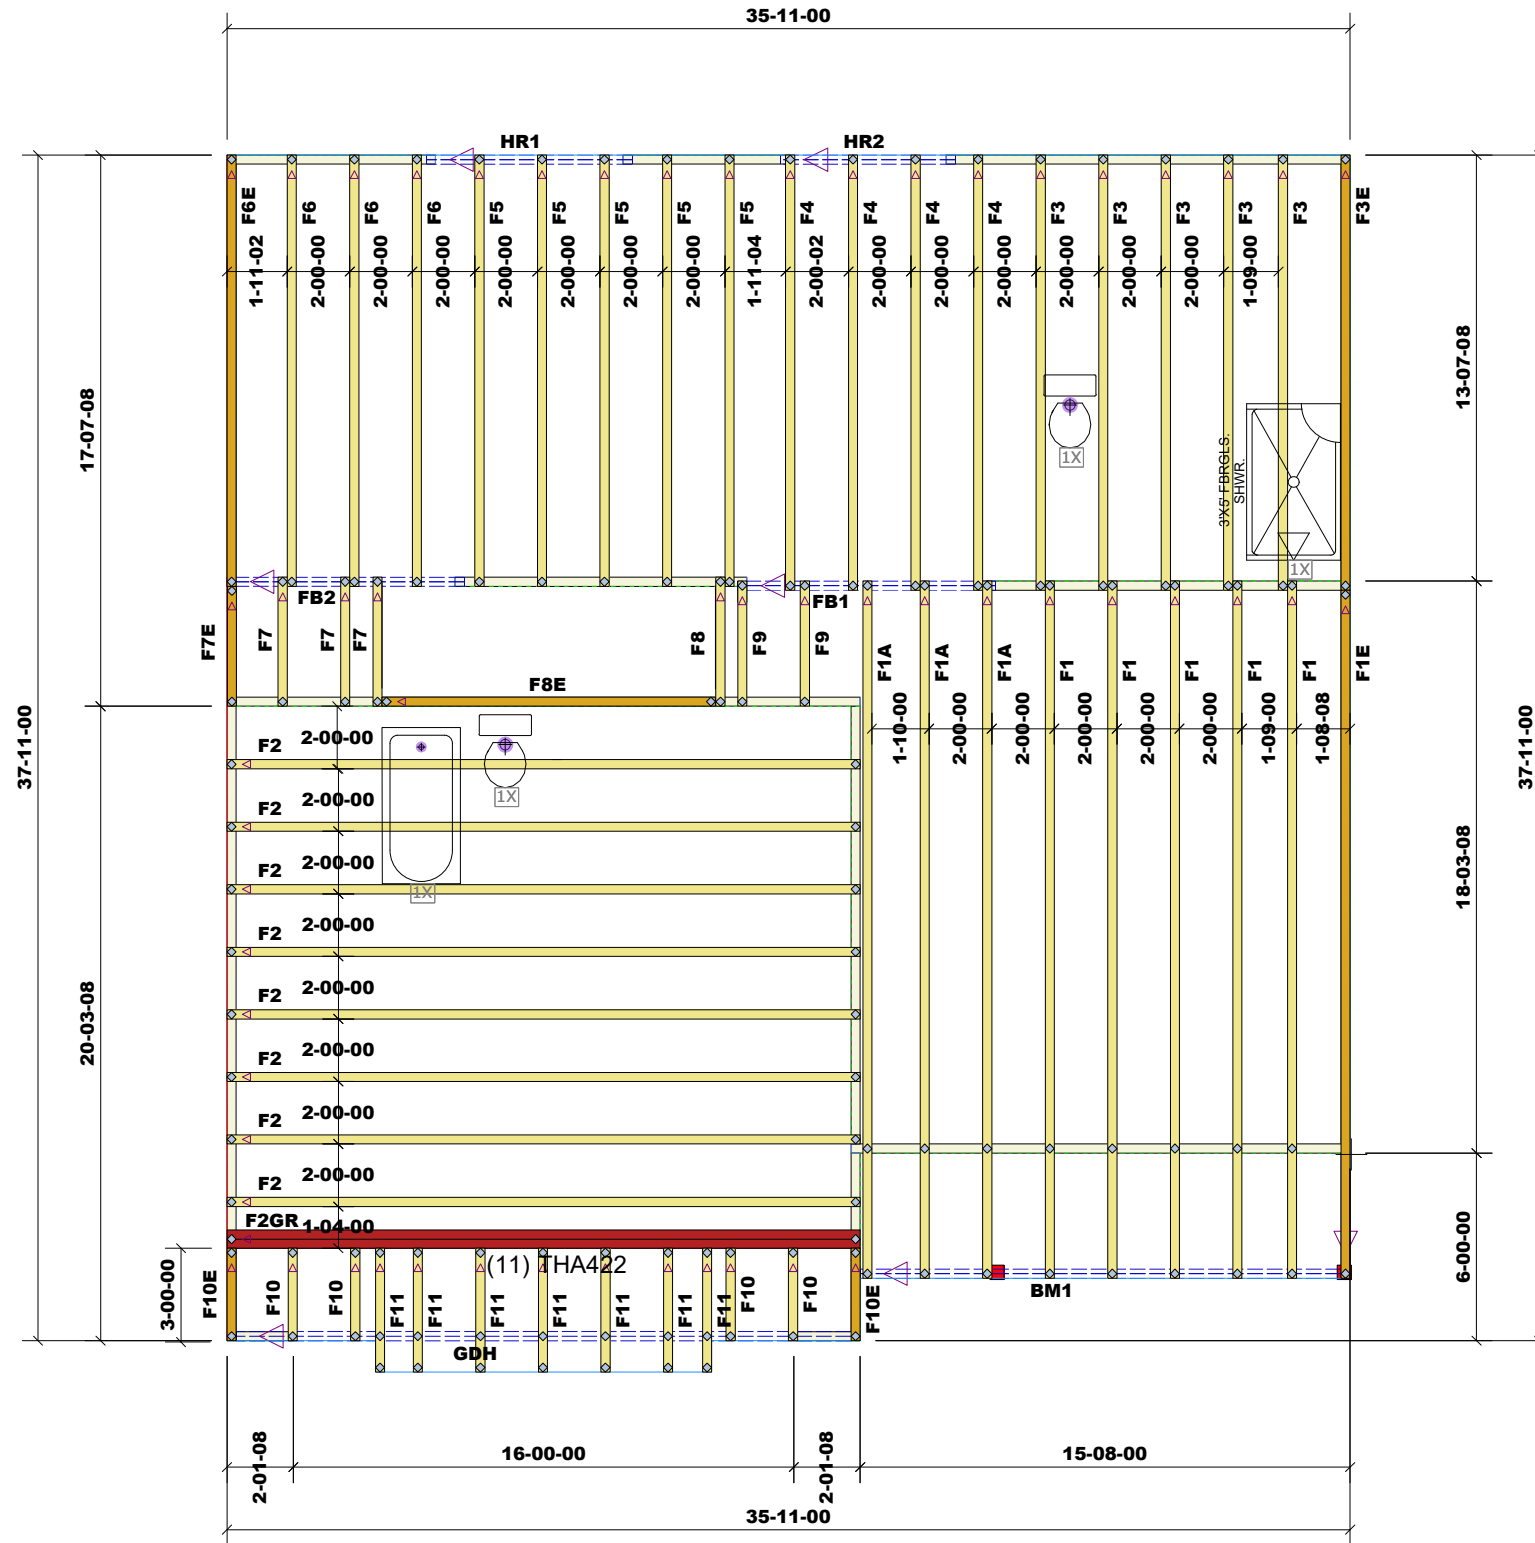 35-11-00
HR1
HR2
F6E
F6
F6
F6
F5
F5
F5
F5
F5
F4
F4
F4
F4
F3
F3
F3
F3
F3
F3E
1-11-02
2-00-00
2-00-00
2-00-00
2-00-00
2-00-00
2-00-00
2-00-00
1-11-04
2-00-02
2-00-00
2-00-00
2-00-00
2-00-00
2-00-00
2-00-00
1-09-00
17-07-08
13-07-08
1X
3'X5' FBRGLS.
SHWR.
1X
FB2
FB1
F7E
F7
F7
F7
F8
F9
F9
F8E
F1A
F1A
F1A
F1
F1
F1
F1
F1
F1E
1-10-00
2-00-00
2-00-00
2-00-00
2-00-00
2-00-00
1-09-00
1-08-08
37-11-00
37-11-00
F2
2-00-00
1X
F2
2-00-00
F2
2-00-00
1X
F2
2-00-00
18-03-08
F2
2-00-00
20-03-08
F2
2-00-00
F2
2-00-00
F2
2-00-00
F2GR
1-04-00
(11) THA422
6-00-00
3-00-00
F10E
F10
F10
F11
F11
F11
F11
F11
F11
F11
F10
F10
F10E
BM1
GDH
2-01-08
16-00-00
2-01-08
15-08-00
35-11-00